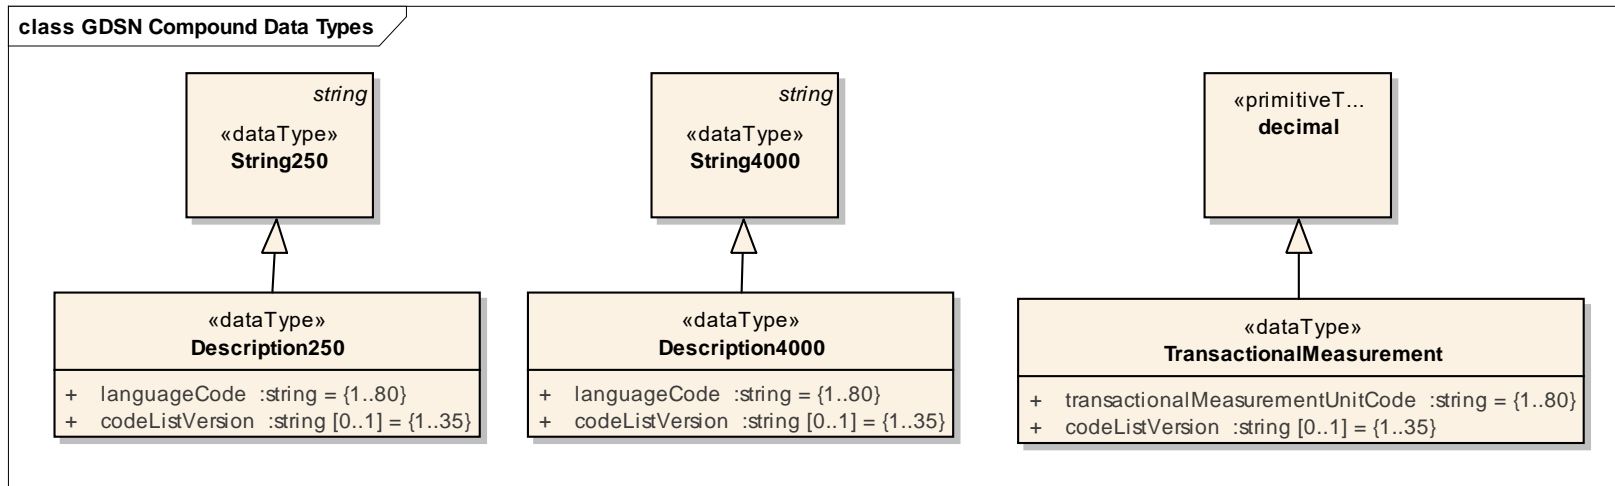 class GDSN Compound Data Types
string
«dataType»
String250
string
«dataType»
String4000
«primitiveT...
decimal
«dataType»
Description250
+ languageCode :string = {1..80}
+ codeListVersion :string [0..1] = {1..35}
«dataType»
Description4000
+ languageCode :string = {1..80}
+ codeListVersion :string [0..1] = {1..35}
«dataType»
TransactionalMeasurement
+ transactionalMeasurementUnitCode :string = {1..80}
+ codeListVersion :string [0..1] = {1..35}